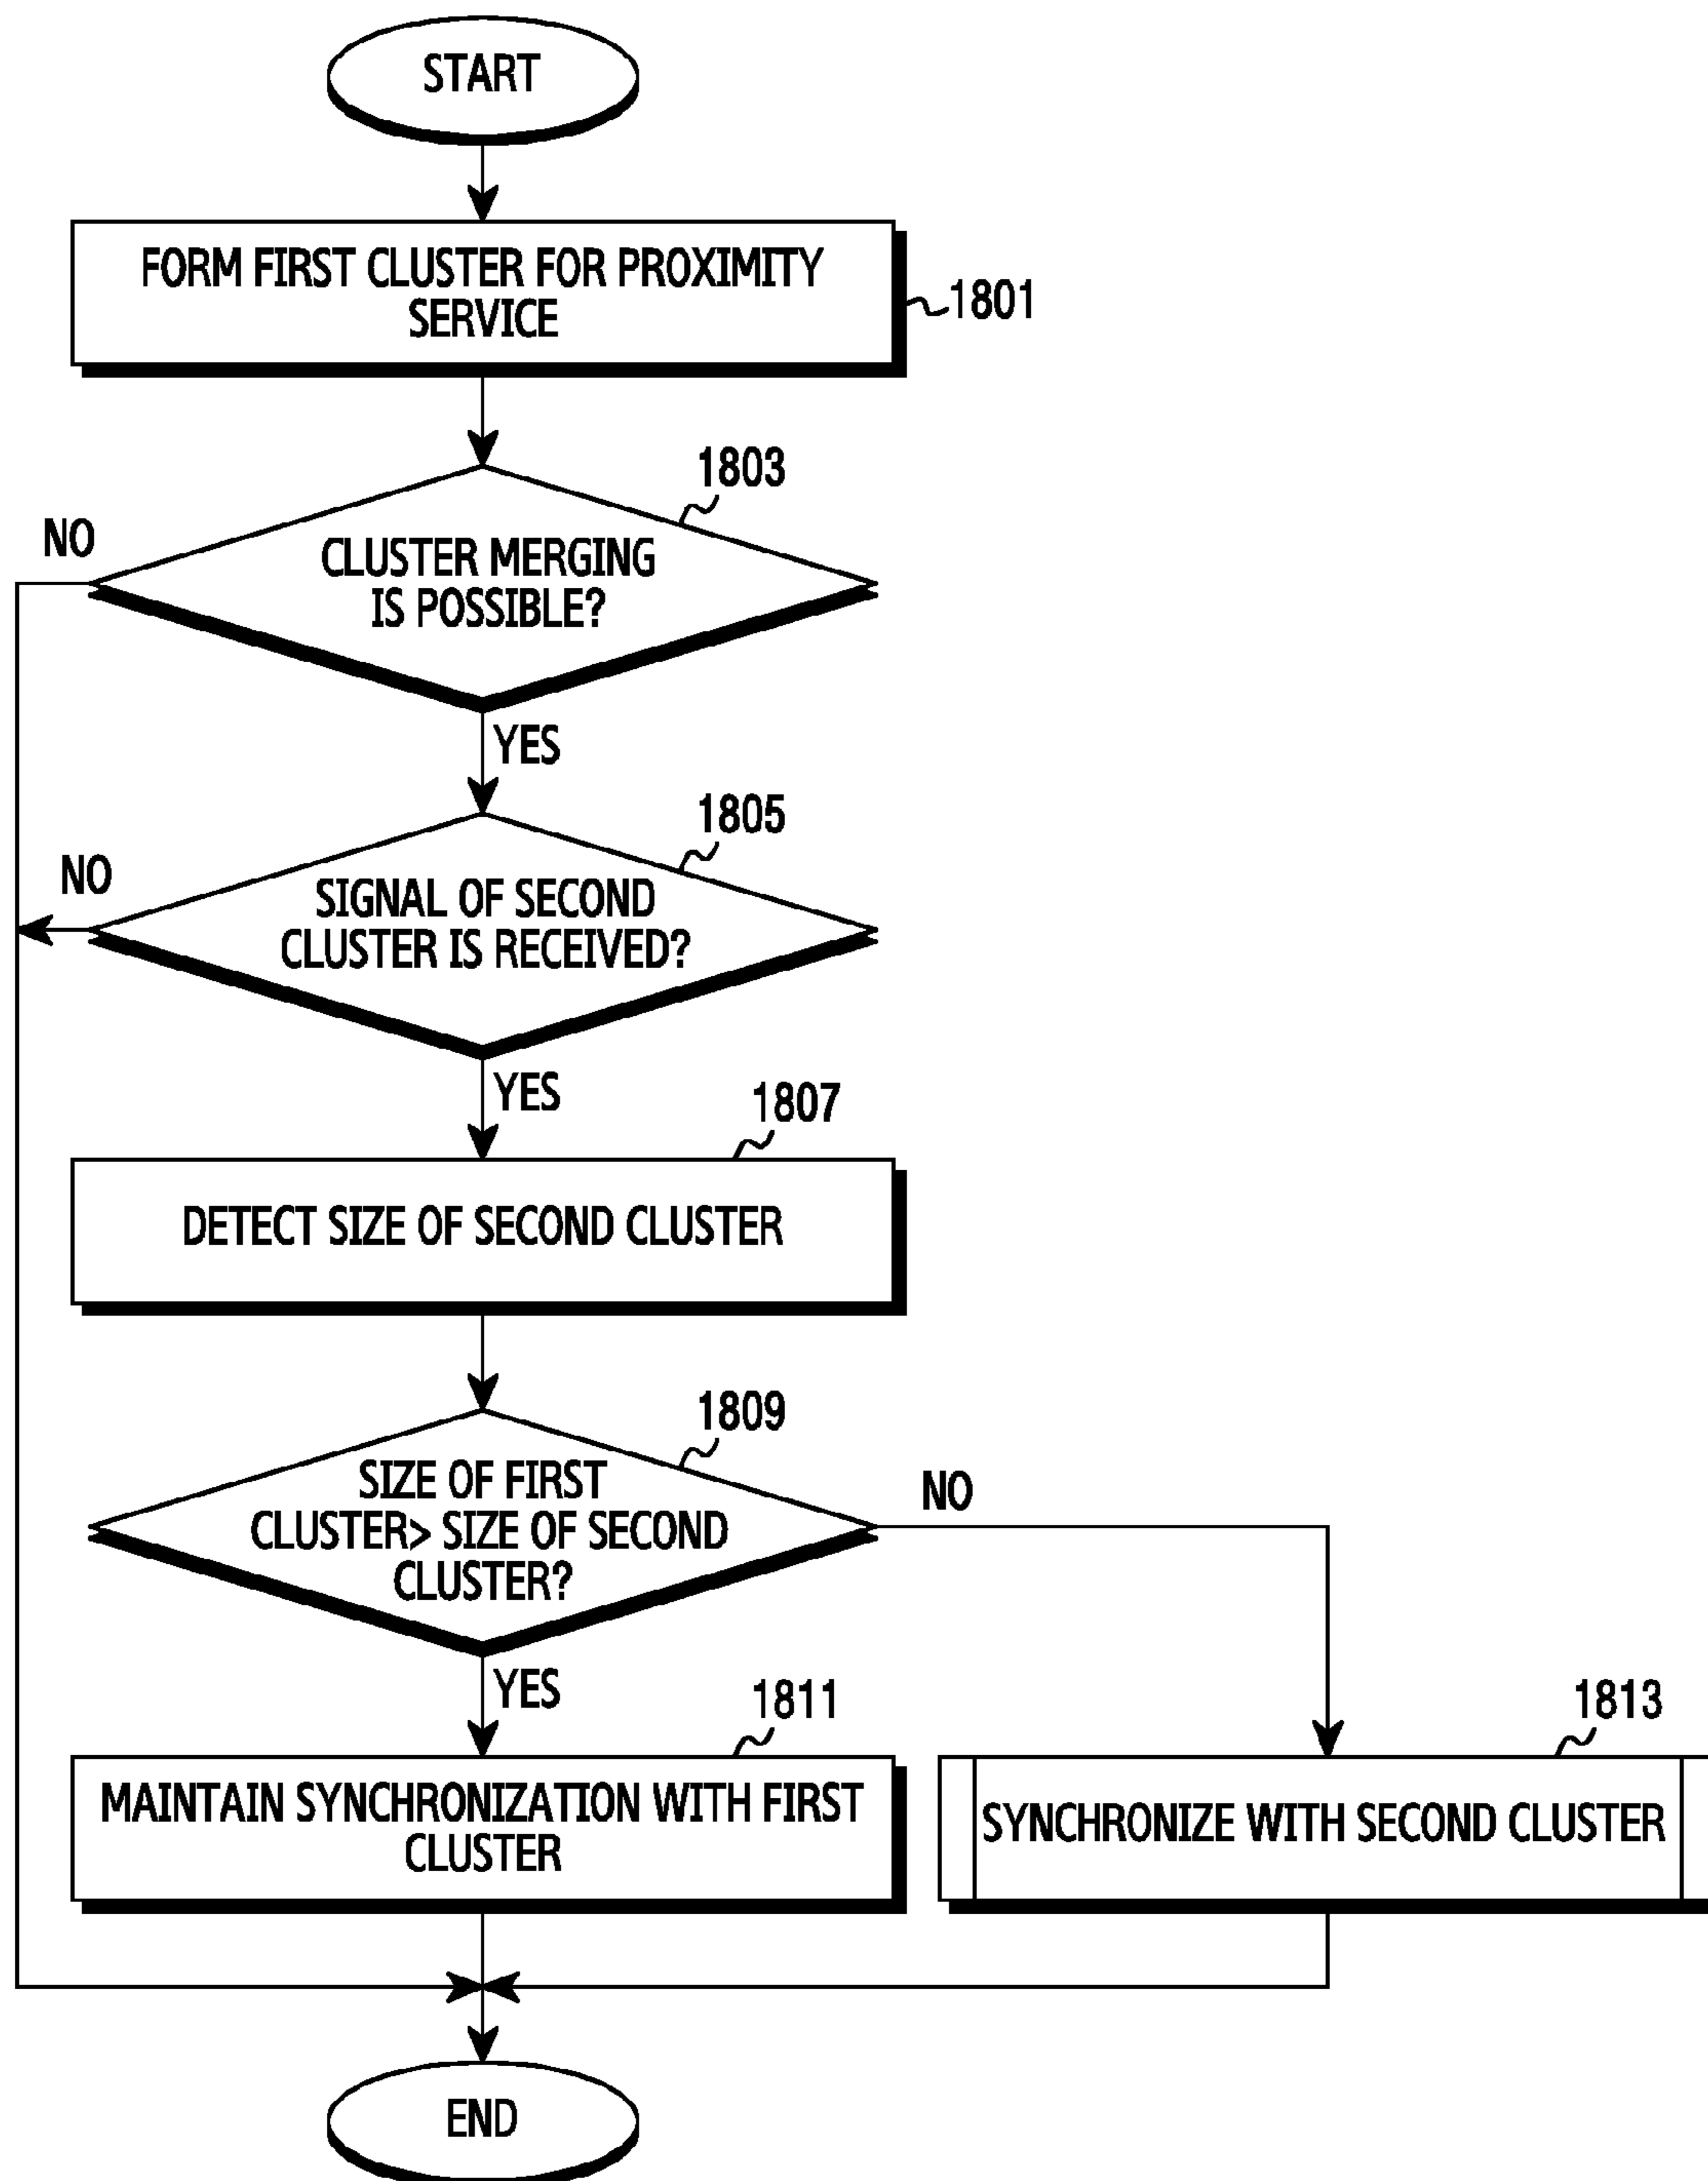 START
FORM FIRST CLUSTER FOR PROXIMITY
SERVICE
1801
1803
NO
CLUSTER MERGING
IS POSSIBLE?
YES
1805
NO
SIGNAL OF SECOND
CLUSTER IS RECEIVED?
YES
1807
DETECT SIZE OF SECOND CLUSTER
1809
SIZE OF FIRST
CLUSTER> SIZE OF SECOND
CLUSTER?
NO
YES
1811
1813
MAINTAIN SYNCHRONIZATION WITH FIRST
CLUSTER
SYNCHRONIZE WITH SECOND CLUSTER
END